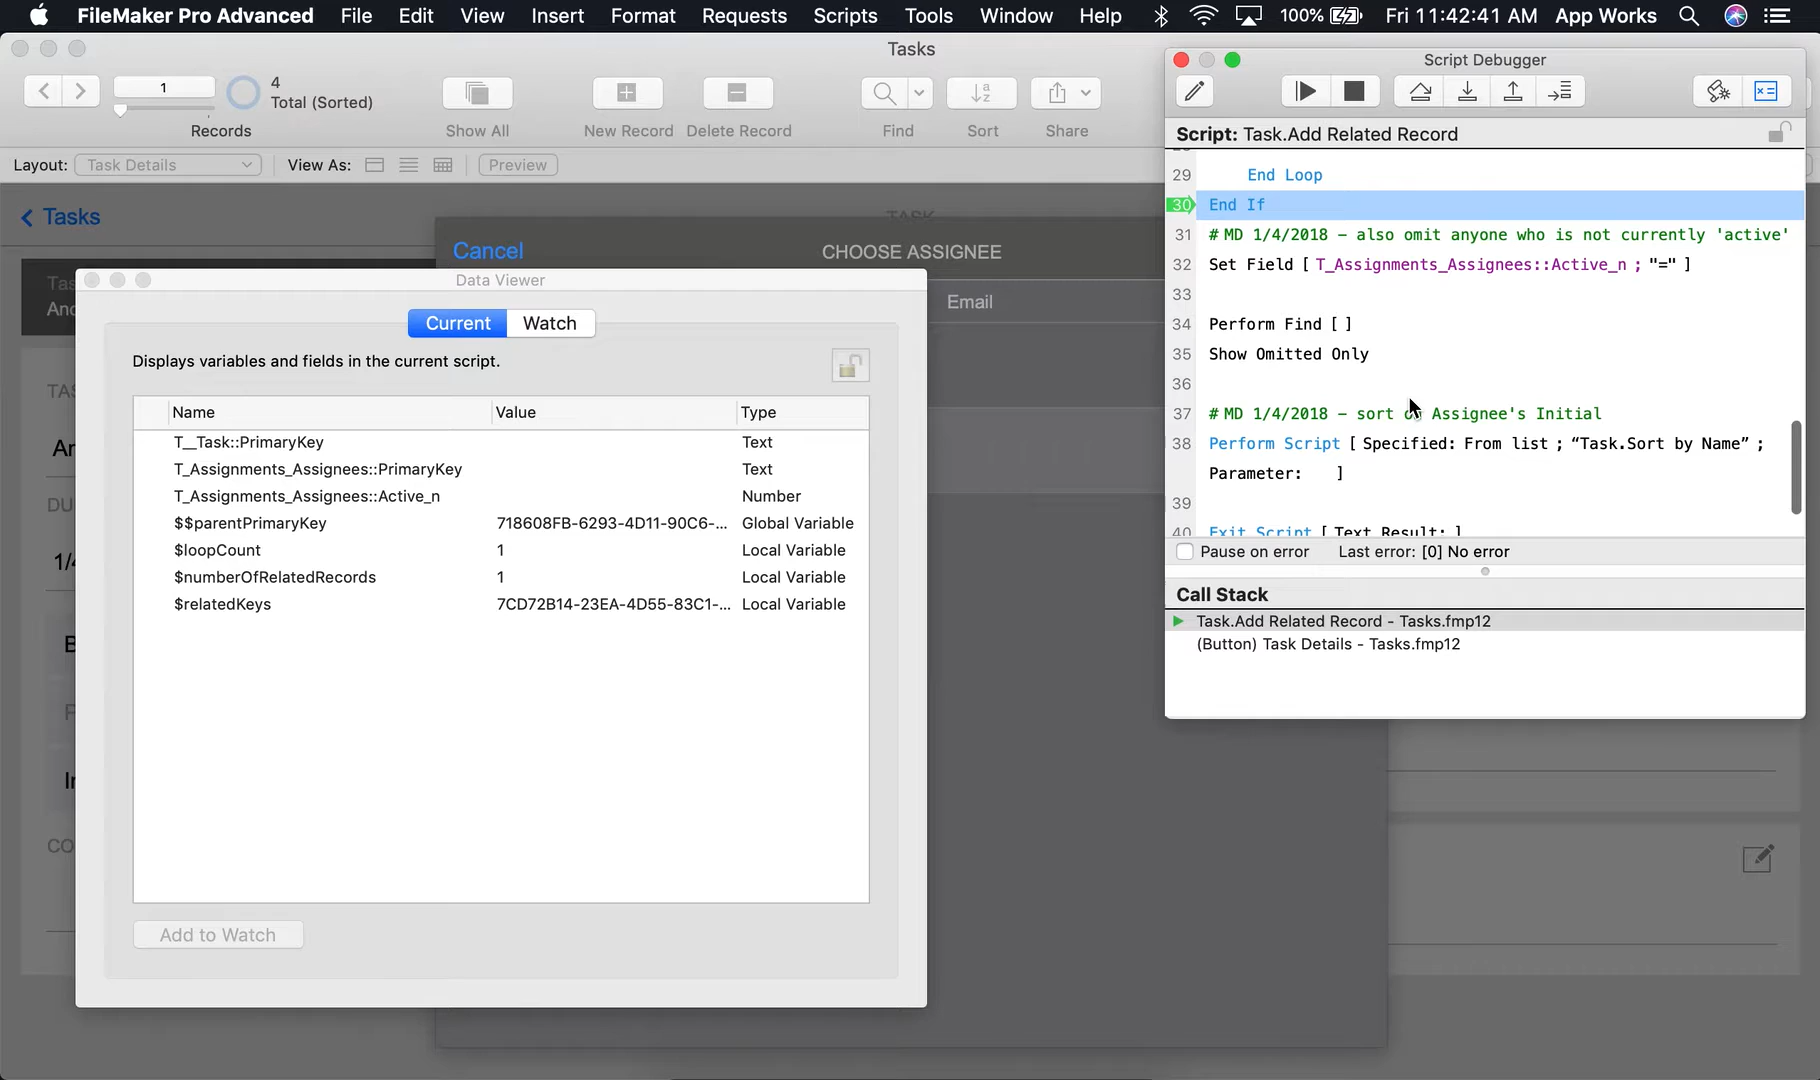 FileMaker Pro Advanced File Edit View Insert Format Requests Scripts Tools Window Help 100% Fri 11:42:41 AM App Works
Tasks
1
4
Total (Sorted)
Records
Show All
New Record
Delete Record
Find
Sort
Share
Layout: Task Details View As: Preview
Tasks
TASK
Cancel
CHOOSE ASSIGNEE
Email
Data Viewer
Current Watch
Displays variables and fields in the current script.
Name Value Type
T__Task::PrimaryKey Text
T_Assignments_Assignees::PrimaryKey Text
T_Assignments_Assignees::Active_n Number
$$parentPrimaryKey 718608FB-6293-4D11-90C6-... Global Variable
$loopCount 1 Local Variable
$numberOfRelatedRecords 1 Local Variable
$relatedKeys 7CD72B14-23EA-4D55-83C1-... Local Variable
Add to Watch
Script Debugger
Script: Task.Add Related Record
29 End Loop
30 End If
31 # MD 1/4/2018 – also omit anyone who is not currently 'active'
32 Set Field [ T_Assignments_Assignees::Active_n ; "=" ]
33
34 Perform Find [ ]
35 Show Omitted Only
36
37 # MD 1/4/2018 – sort Assignee's Initial
38 Perform Script [ Specified: From list ; “Task.Sort by Name” ;
Parameter: ]
39
40 Exit Script [ Text Result: ]
Pause on error Last error: [0] No error
Call Stack
Task.Add Related Record - Tasks.fmp12
(Button) Task Details - Tasks.fmp12